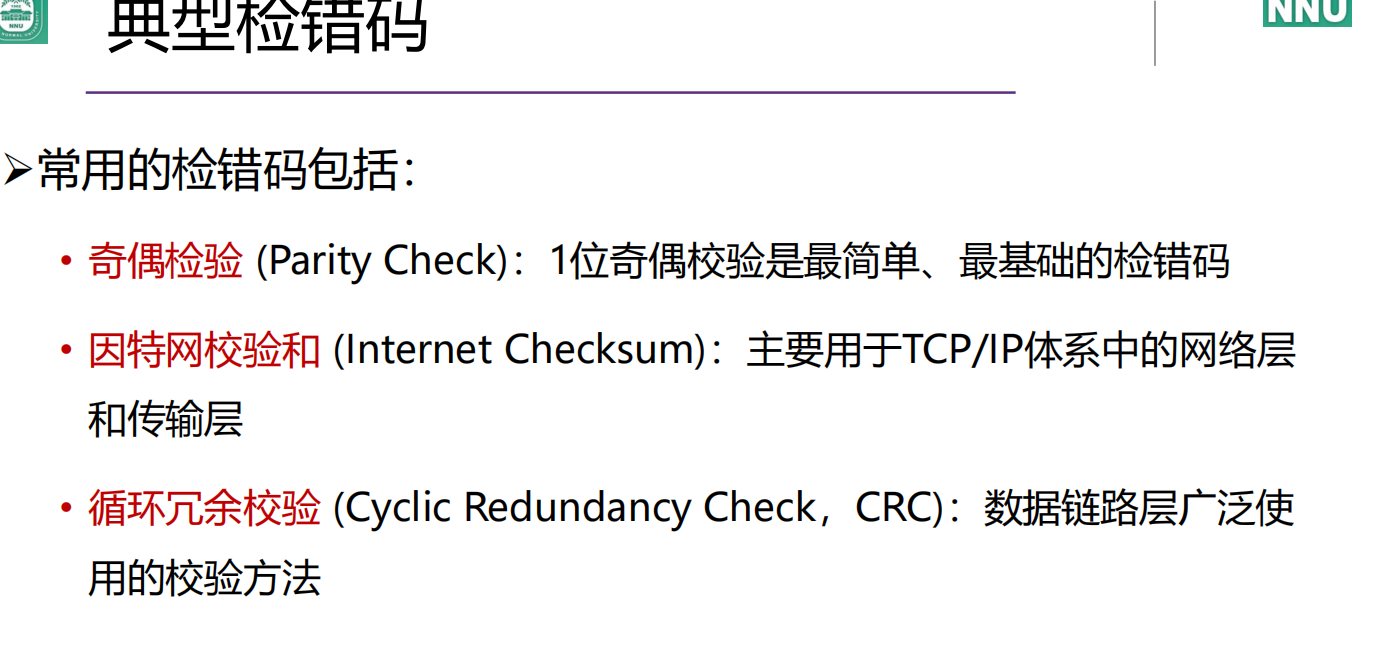 典型检错码
NNU
➢常用的检错码包括：
• 奇偶检验 (Parity Check)：1位奇偶校验是最简单、最基础的检错码
• 因特网校验和 (Internet Checksum)：主要用于TCP/IP体系中的网络层
和传输层
• 循环冗余校验 (Cyclic Redundancy Check，CRC)：数据链路层广泛使
用的校验方法